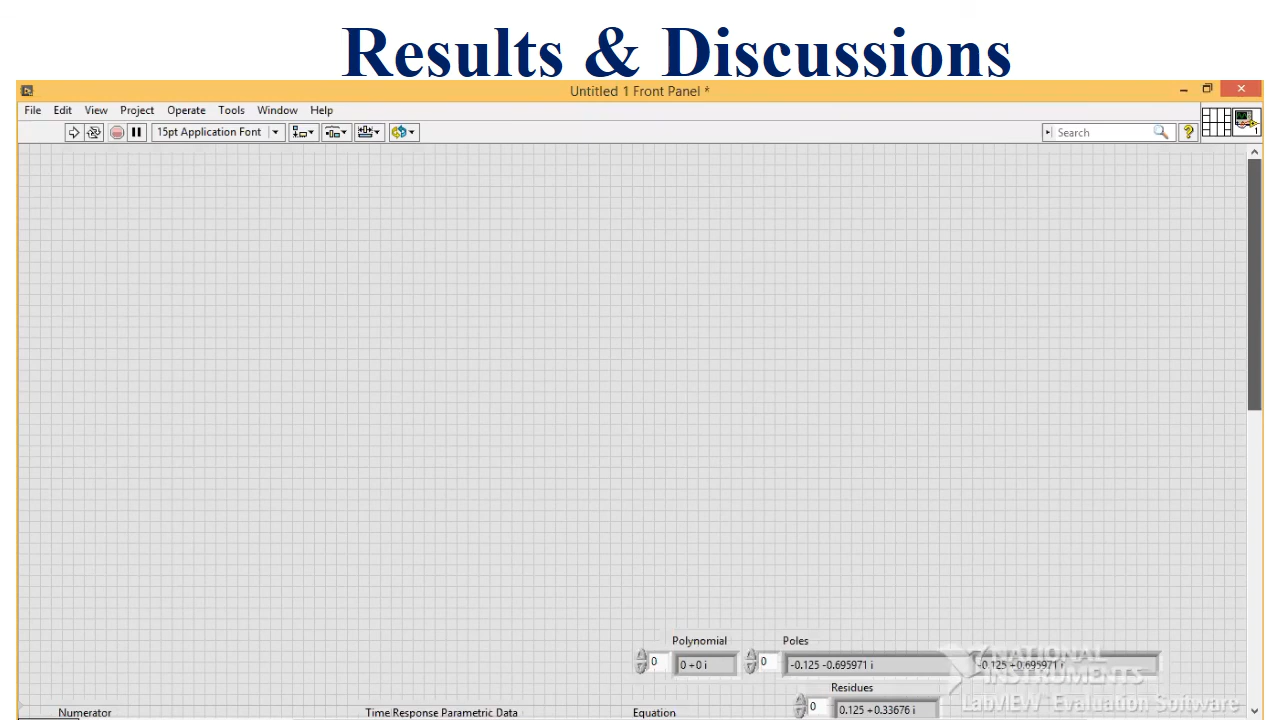 Results & Discussions
Untitled 1 Front Panel *
File Edit View Project Operate Tools Window Help
15pt Application Font
Search
?
1
Polynomial Poles
0 0 +0 i 0 -0.125 -0.695971 i -0.125 +0.695971 i
NATIONAL
INSTRUMENTS
Residues
LabVIEW Evaluation Software
0 0.125 +0.33676 i
Numerator Time Response Parametric Data Equation